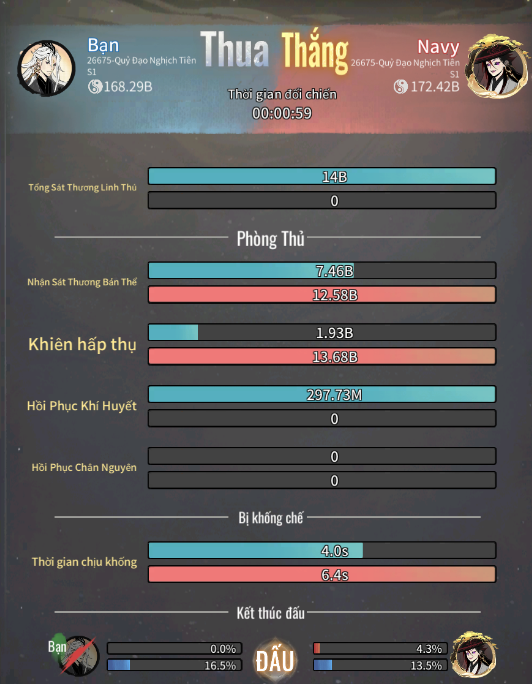 Bạn
26675-Quỷ Đạo Nghịch Tiên
S1
168.29B
Thua Thắng
Navy
26675-Quỷ Đạo Nghịch Tiên
S1
172.42B
Thời gian đối chiến
00:00:59
Tổng Sát Thương Linh Thú
14B
0
Phòng Thủ
Nhận Sát Thương Bản Thể
7.46B
12.58B
Khiên hấp thụ
1.93B
13.68B
Hồi Phục Khí Huyết
297.73M
0
Hồi Phục Chân Nguyên
0
0
Bị khống chế
Thời gian chịu khống
4.0s
6.4s
Kết thúc đấu
Bạn
0.0%
16.5%
ĐẤU
4.3%
13.5%